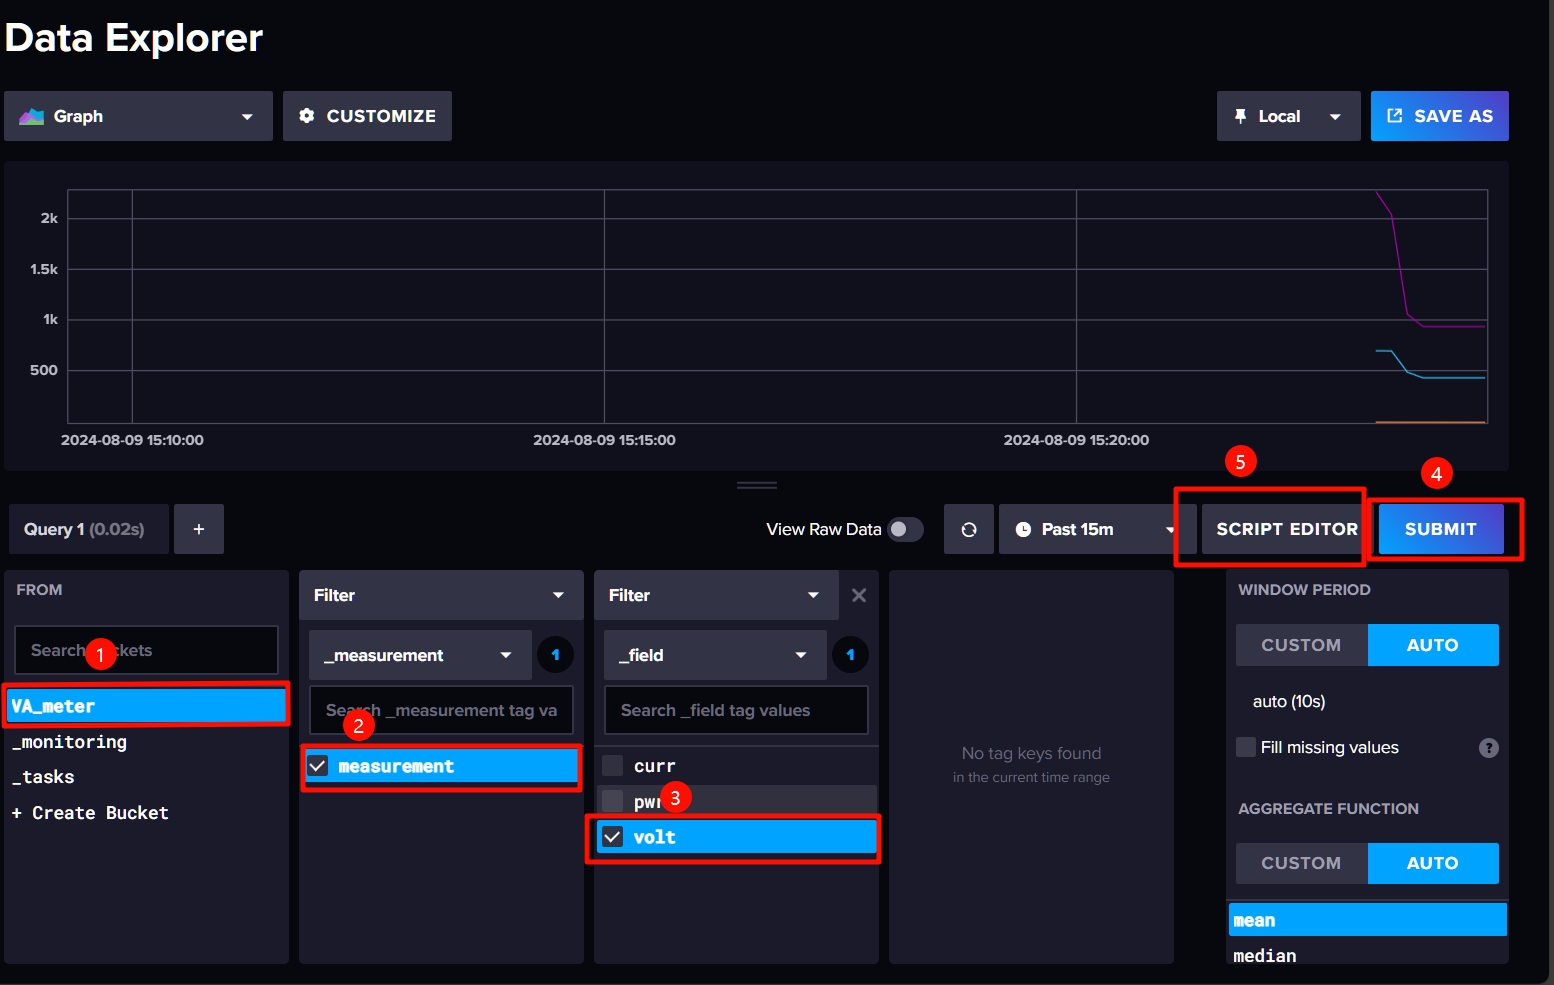 Data Explorer
Graph
CUSTOMIZE
Local
SAVE AS
2k
1.5k
1k
500
2024-08-09 15:10:00
2024-08-09 15:15:00
2024-08-09 15:20:00
5
4
Query 1 (0.02s)
+
View Raw Data
Past 15m
SCRIPT EDITOR
SUBMIT
FROM
Search
ckets
1
VA_meter
_monitoring
_tasks
+ Create Bucket
Filter
_measurement
1
Search _measurement tag va
2
measurement
Filter
_field
1
Search _field tag values
curr
pwr
3
volt
No tag keys found
in the current time range
WINDOW PERIOD
CUSTOM
AUTO
auto (10s)
Fill missing values
?
AGGREGATE FUNCTION
CUSTOM
AUTO
mean
median